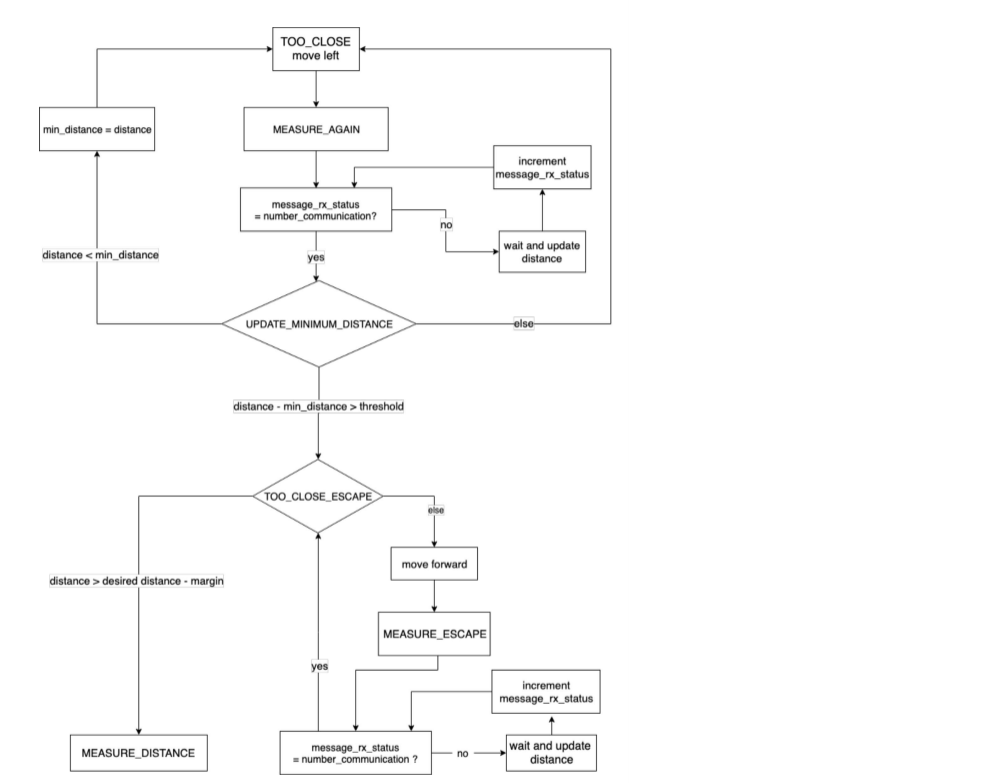 TOO_CLOSE
move left
min_distance = distance
MEASURE_AGAIN
increment
message_rx_status
message_rx_status
= number_communication?
no
wait and update
distance
distance < min_distance
yes
UPDATE_MINIMUM_DISTANCE
else
distance - min_distance > threshold
TOO_CLOSE_ESCAPE
else
move forward
distance > desired distance - margin
MEASURE_ESCAPE
yes
increment
message_rx_status
MEASURE_DISTANCE
message_rx_status
= number_communication ?
no
wait and update
distance